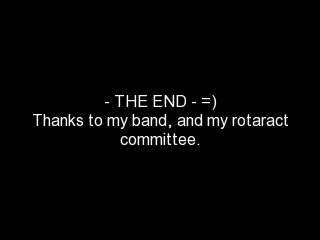 - THE END - =)
Thanks to my band, and my rotaract
committee.